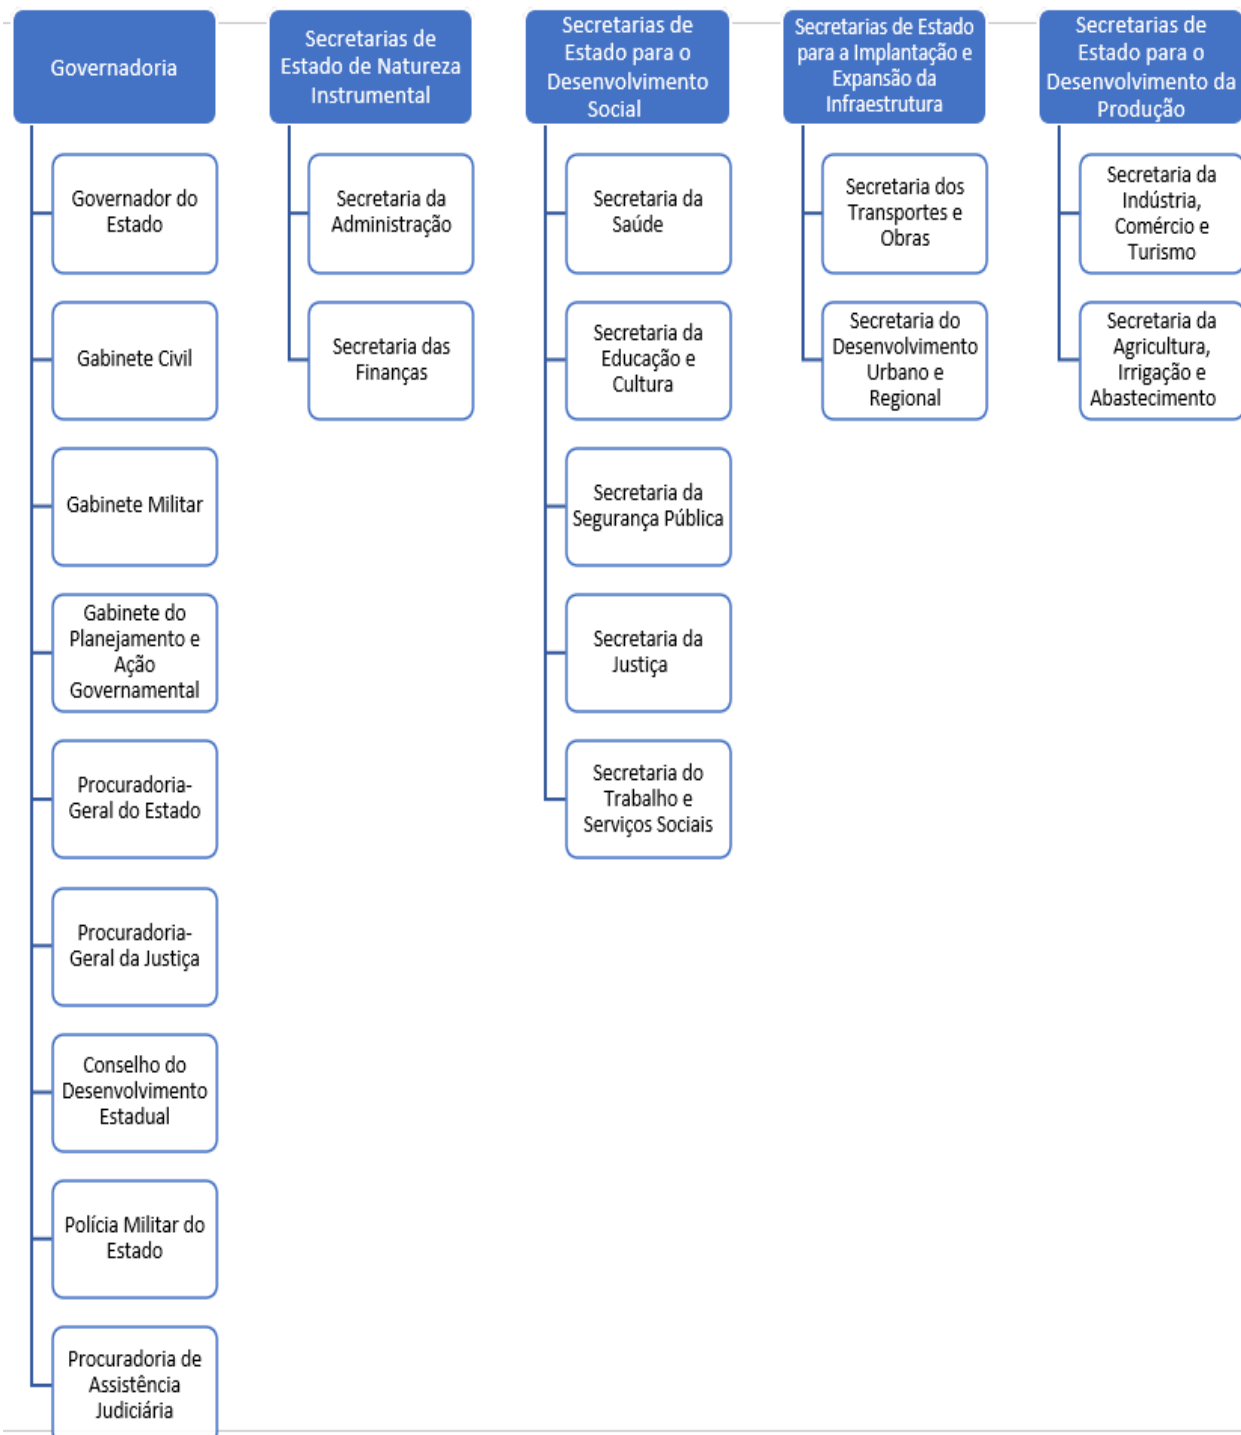 Governadoria
Governador do
Estado
Gabinete Civil
Gabinete Militar
Gabinete do
Planejamento e
Ação
Governamental
Procuradoria-
Geral do Estado
Procuradoria-
Geral da Justiça
Conselho do
Desenvolvimento
Estadual
Polícia Militar do
Estado
Procuradoria de
Assistência
Judiciária
Secretarias de
Estado de Natureza
Instrumental
Secretaria da
Administração
Secretaria das
Finanças
Secretarias de
Estado para o
Desenvolvimento
Social
Secretaria da
Saúde
Secretaria da
Educação e
Cultura
Secretaria da
Segurança Pública
Secretaria da
Justiça
Secretaria do
Trabalho e
Serviços Sociais
Secretarias de Estado
para a Implantação e
Expansão da
Infraestrutura
Secretaria dos
Transportes e
Obras
Secretaria do
Desenvolvimento
Urbano e
Regional
Secretarias de
Estado para o
Desenvolvimento da
Produção
Secretaria da
Indústria,
Comércio e
Turismo
Secretaria da
Agricultura,
Irrigação e
Abastecimento